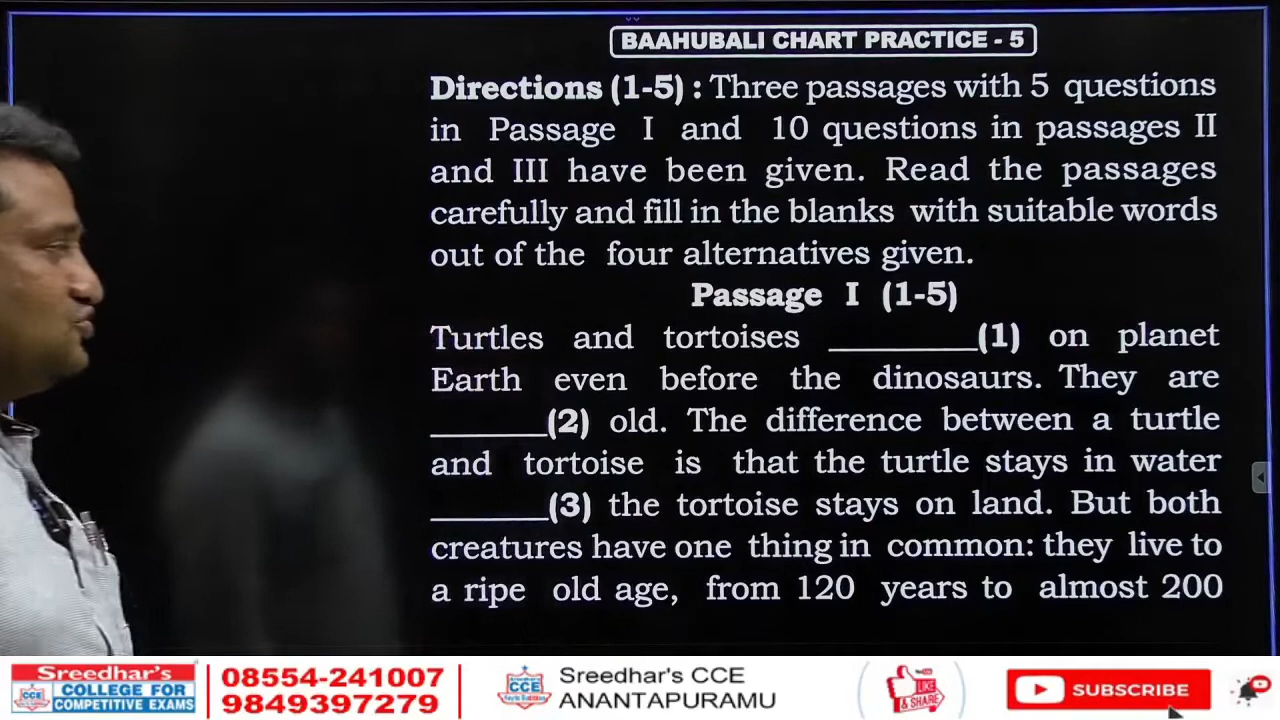 BAAHUBALI CHART PRACTICE - 5
Directions (1-5) : Three passages with 5 questions
in Passage I and 10 questions in passages II
and III have been given. Read the passages
carefully and fill in the blanks with suitable words
out of the four alternatives given.
Passage I (1-5)
Turtles and tortoises _________(1) on planet
Earth even before the dinosaurs. They are
_______(2) old. The difference between a turtle
and tortoise is that the turtle stays in water
_______(3) the tortoise stays on land. But both
creatures have one thing in common: they live to
a ripe old age, from 120 years to almost 200
Sreedhar's
CCE
COLLEGE FOR
COMPETITIVE EXAMS
08554-241007
9849397279
CCE
Sreedhar's CCE
ANANTAPURAMU
LIKE
& SHARE
SUBSCRIBE